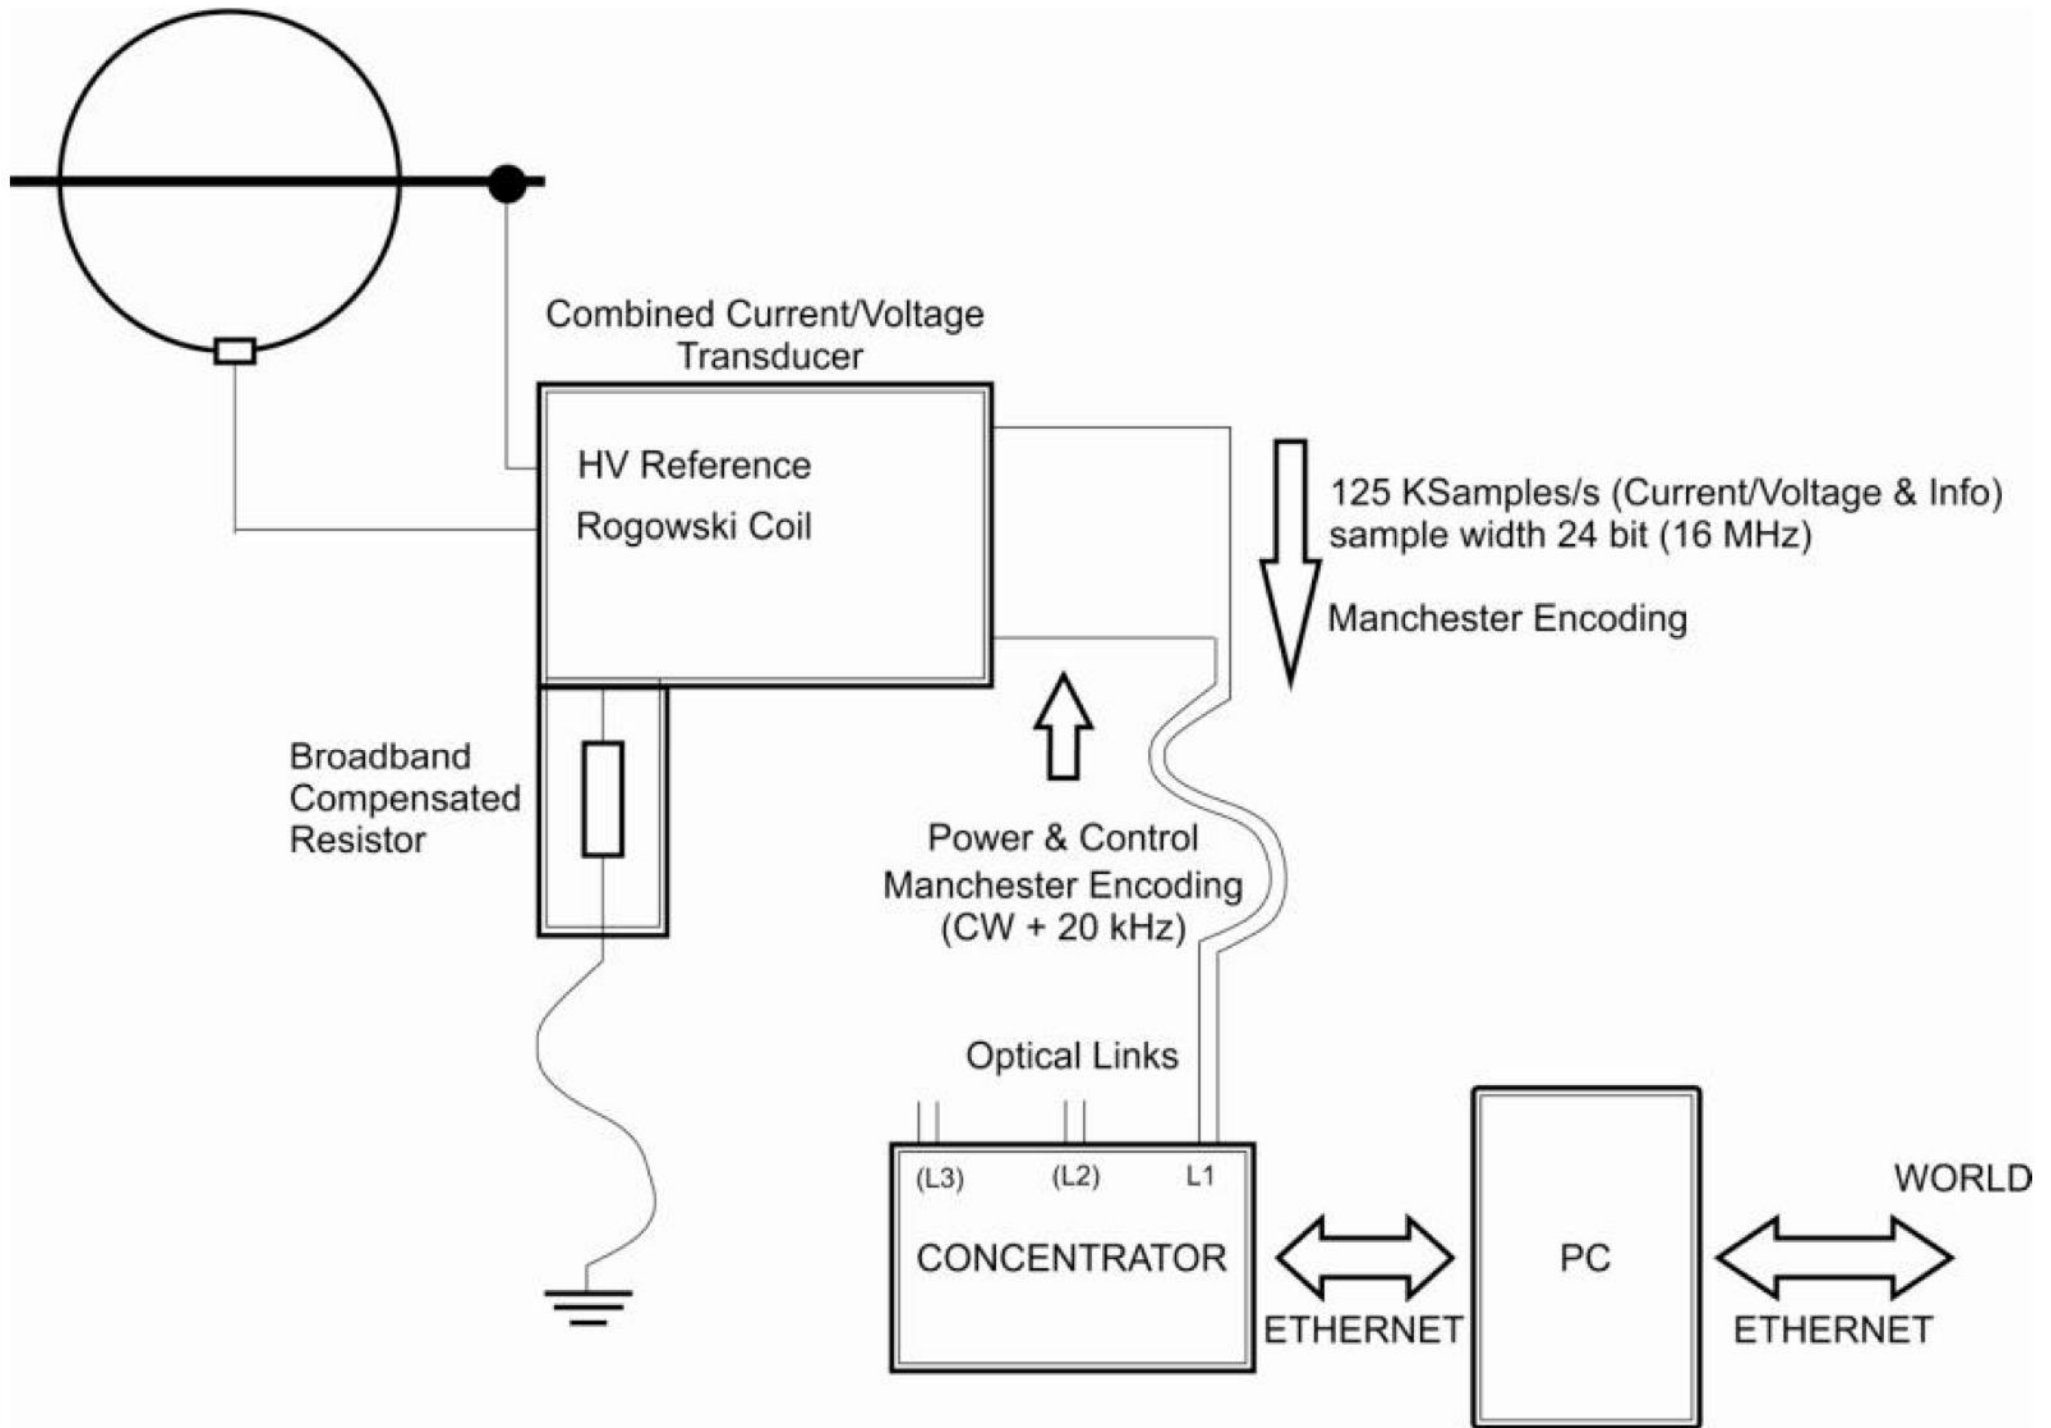 Combined Current/Voltage
Transducer
HV Reference
Rogowski Coil
125 KSamples/s (Current/Voltage & Info)
sample width 24 bit (16 MHz)
Manchester Encoding
Broadband
Compensated
Resistor
Power & Control
Manchester Encoding
(CW + 20 kHz)
Optical Links
(L3) (L2) L1
CONCENTRATOR
ETHERNET
PC
WORLD
ETHERNET